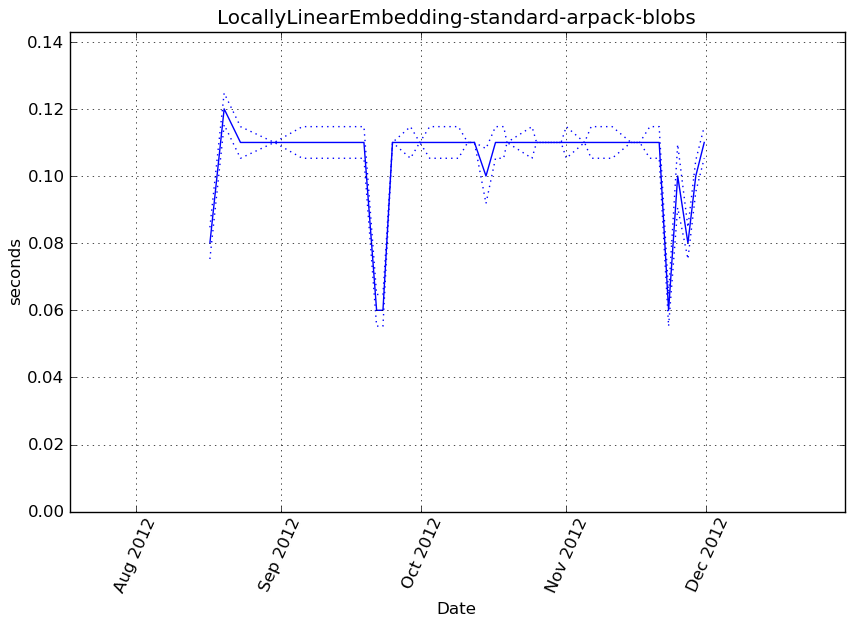 LocallyLinearEmbedding-standard-arpack-blobs
0.14
0.12
0.10
0.08
0.06
0.04
0.02
0.00
seconds
Aug 2012
Sep 2012
Oct 2012
Nov 2012
Dec 2012
Date